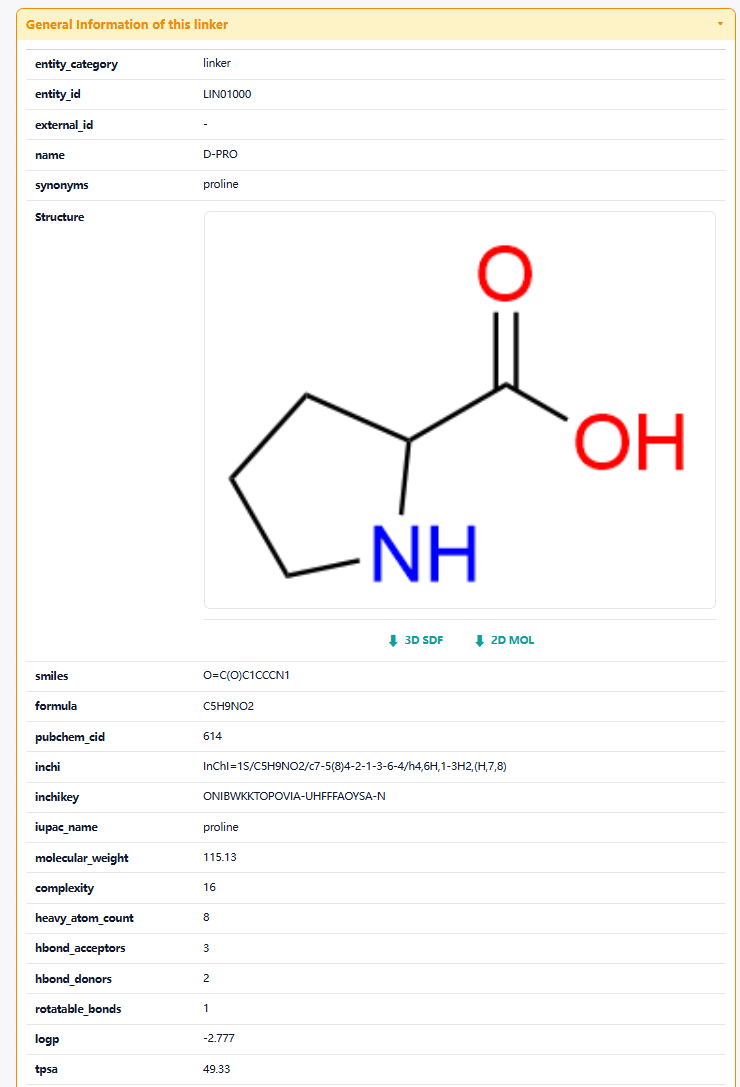 General Information of this linker
entity_category linker
entity_id LIN01000
external_id -
name D-PRO
synonyms proline
Structure
O
OH
NH
3D SDF 2D MOL
smiles O=C(O)C1CCCN1
formula C5H9NO2
pubchem_cid 614
inchi InChI=1S/C5H9NO2/c7-5(8)4-2-1-3-6-4/h4,6H,1-3H2,(H,7,8)
inchikey ONIBWKKTOPOVIA-UHFFFAOYSA-N
iupac_name proline
molecular_weight 115.13
complexity 16
heavy_atom_count 8
hbond_acceptors 3
hbond_donors 2
rotatable_bonds 1
logp -2.777
tpsa 49.33